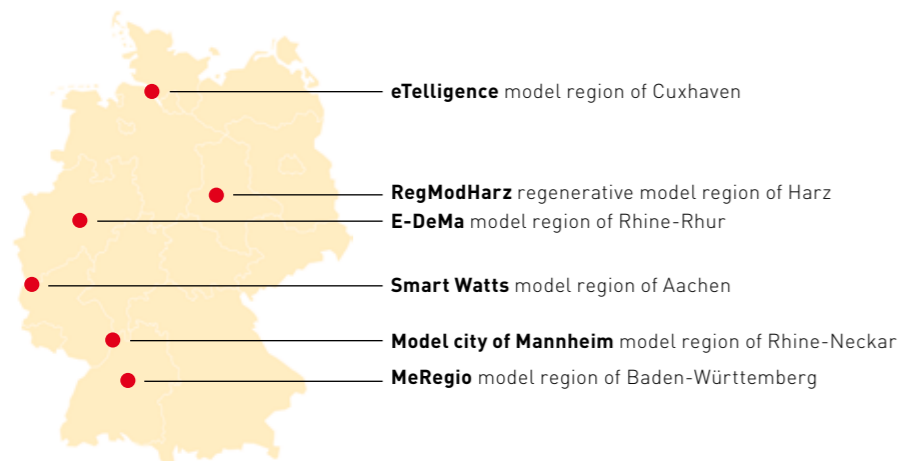 eTelligence model region of Cuxhaven
RegModHarz regenerative model region of Harz
E-DeMa model region of Rhine-Rhur
Smart Watts model region of Aachen
Model city of Mannheim model region of Rhine-Neckar
MeRegio model region of Baden-Württemberg